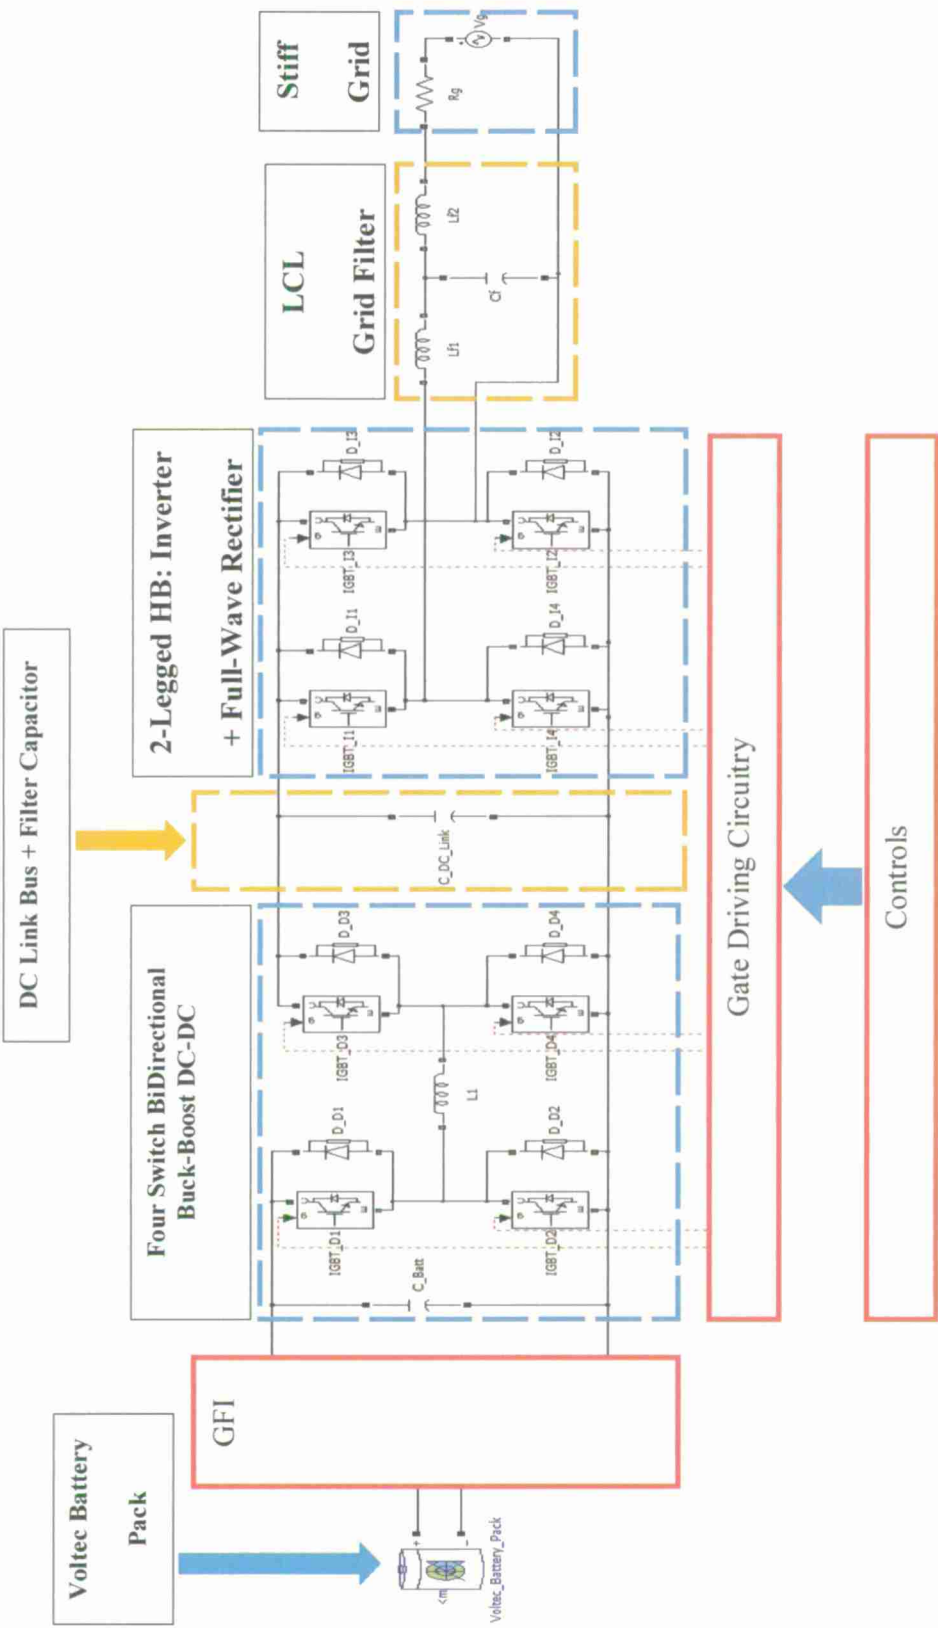 Voltec Battery
Pack
GFI
<m
+
-
Voltec_Battery_Pack
Four Switch BiDirectional
Buck-Boost DC-DC
C_Batt
IGBT_D1
D_D1
IGBT_D2
D_D2
L1
IGBT_D3
D_D3
IGBT_D4
D_D4
DC Link Bus + Filter Capacitor
C_DC_Link
2-Legged HB: Inverter
+ Full-Wave Rectifier
IGBT_I1
D_I1
IGBT_I4
D_I4
IGBT_I3
D_I3
IGBT_I2
D_I2
LCL
Grid Filter
Lf1
Cf
Lf2
Stiff
Grid
Rg
Vg
Gate Driving Circuitry
Controls